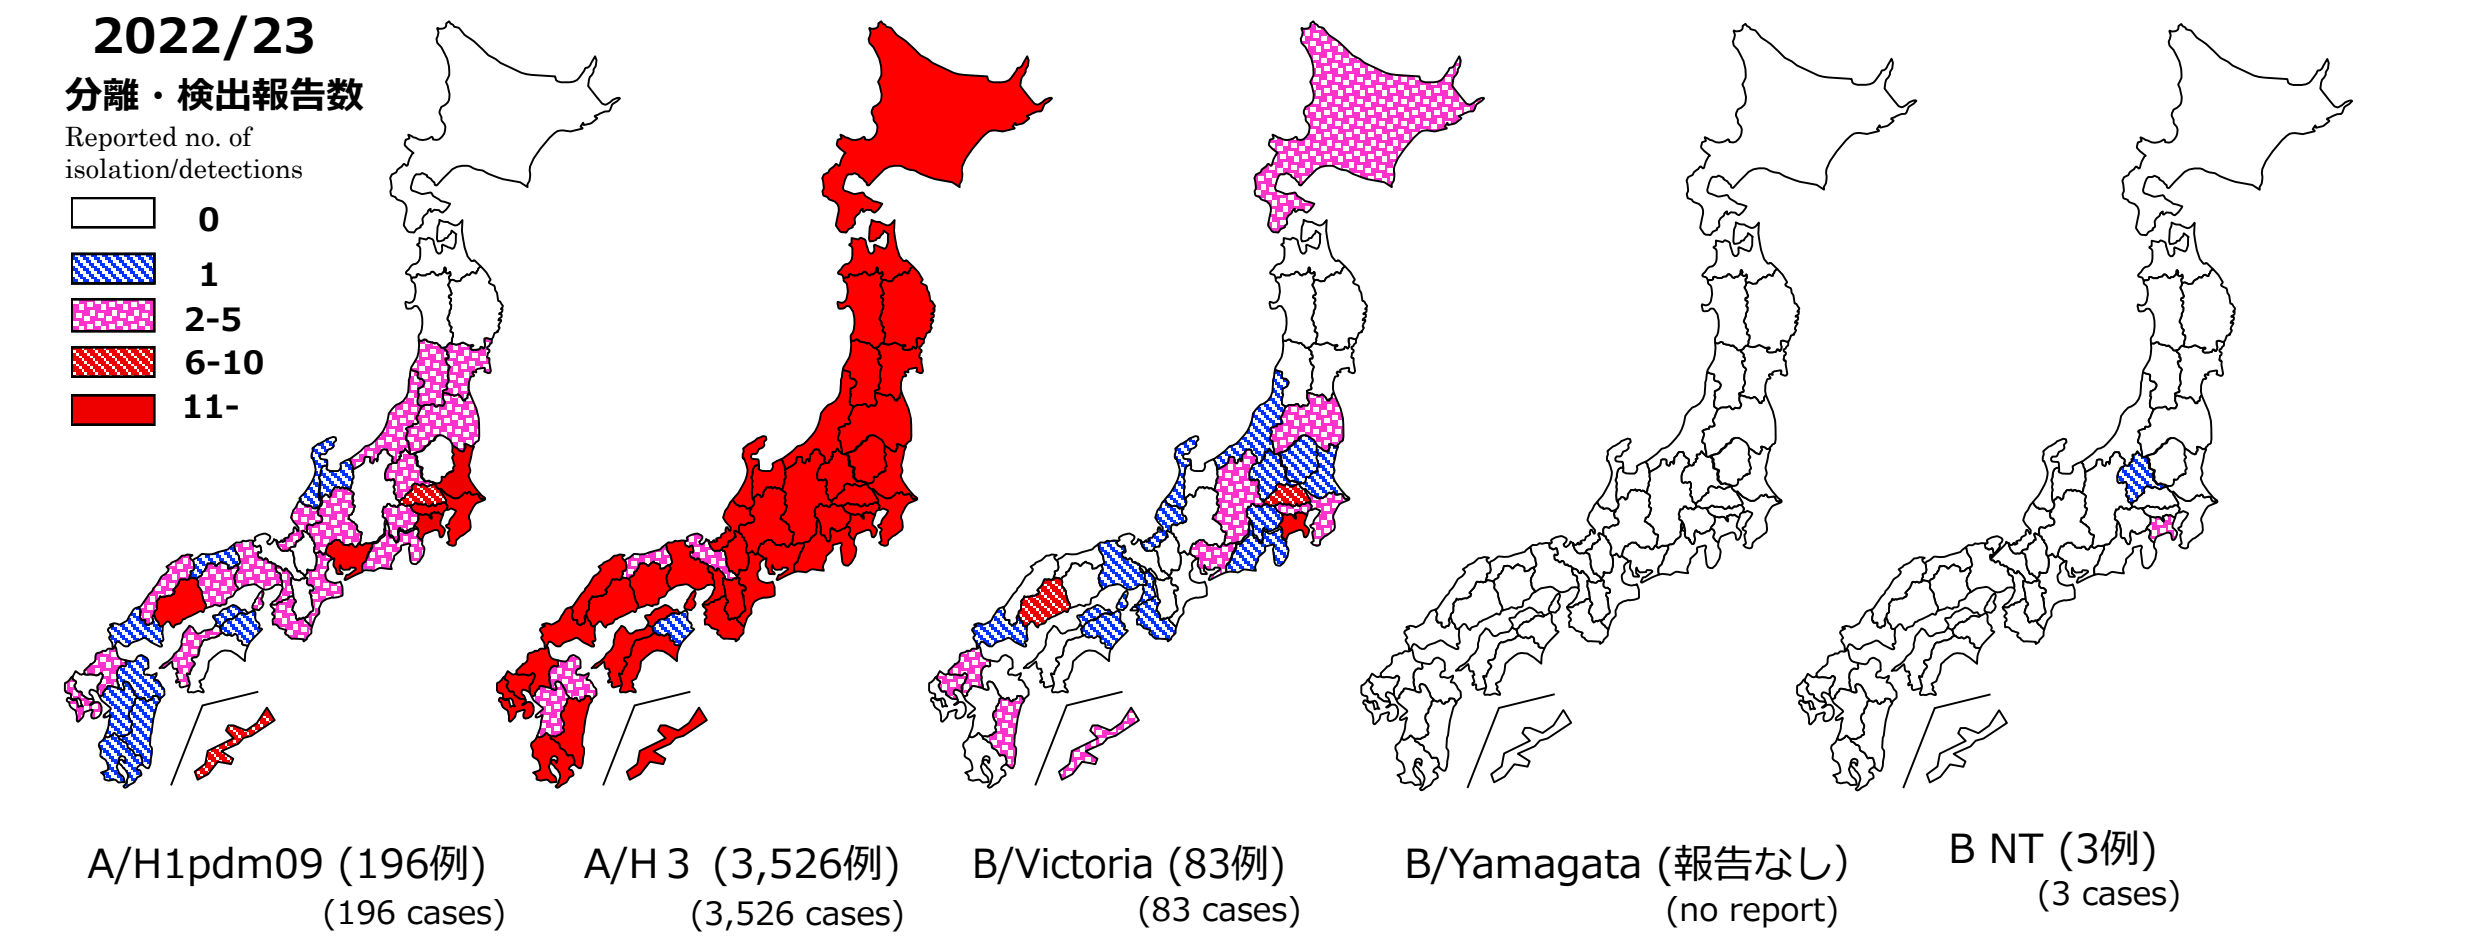 2022/23
分離・検出報告数
Reported no. of
isolation/detections
0
1
2-5
6-10
11-
A/H1pdm09 (196例)
(196 cases)
A/H３ (3,526例)
(3,526 cases)
B/Victoria (83例)
(83 cases)
B/Yamagata (報告なし）
(no report)
B NT (3例)
(3 cases)